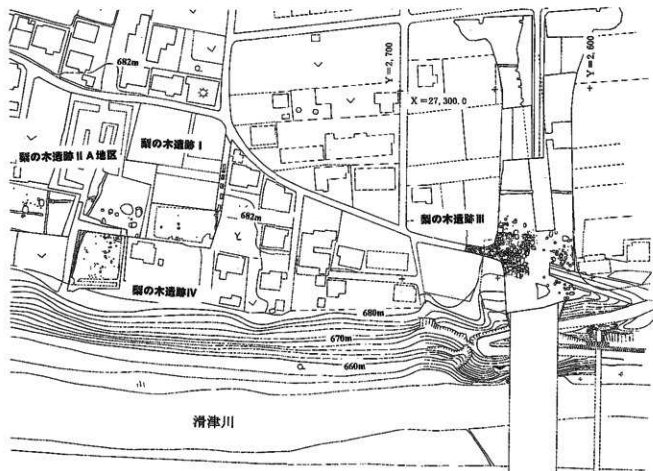 682m
Y=2,700
Y=2,600
X=27,300.0
梨の木遺跡ⅡA地区
梨の木遺跡Ⅰ
梨の木遺跡Ⅲ
682m
梨の木遺跡Ⅳ
680m
670m
660m
滑津川